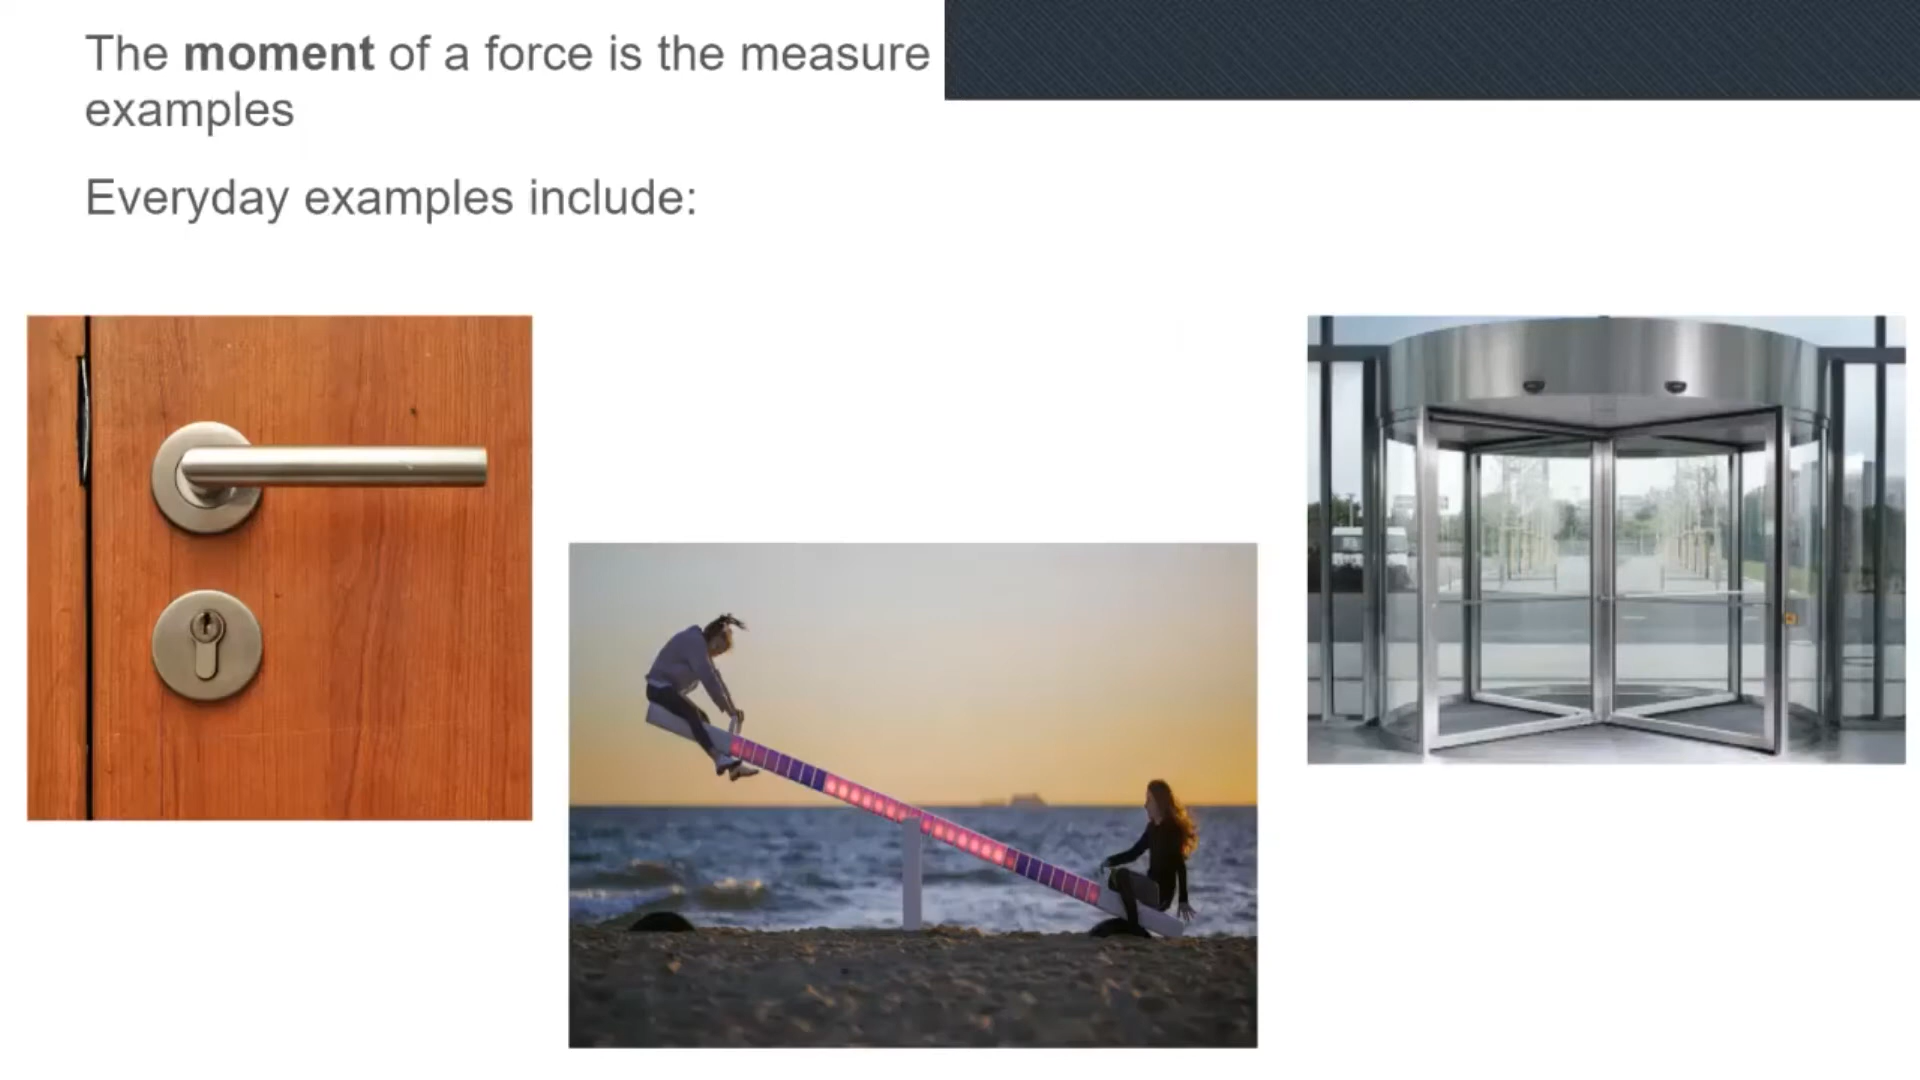 The moment of a force is the measure
examples
Everyday examples include: